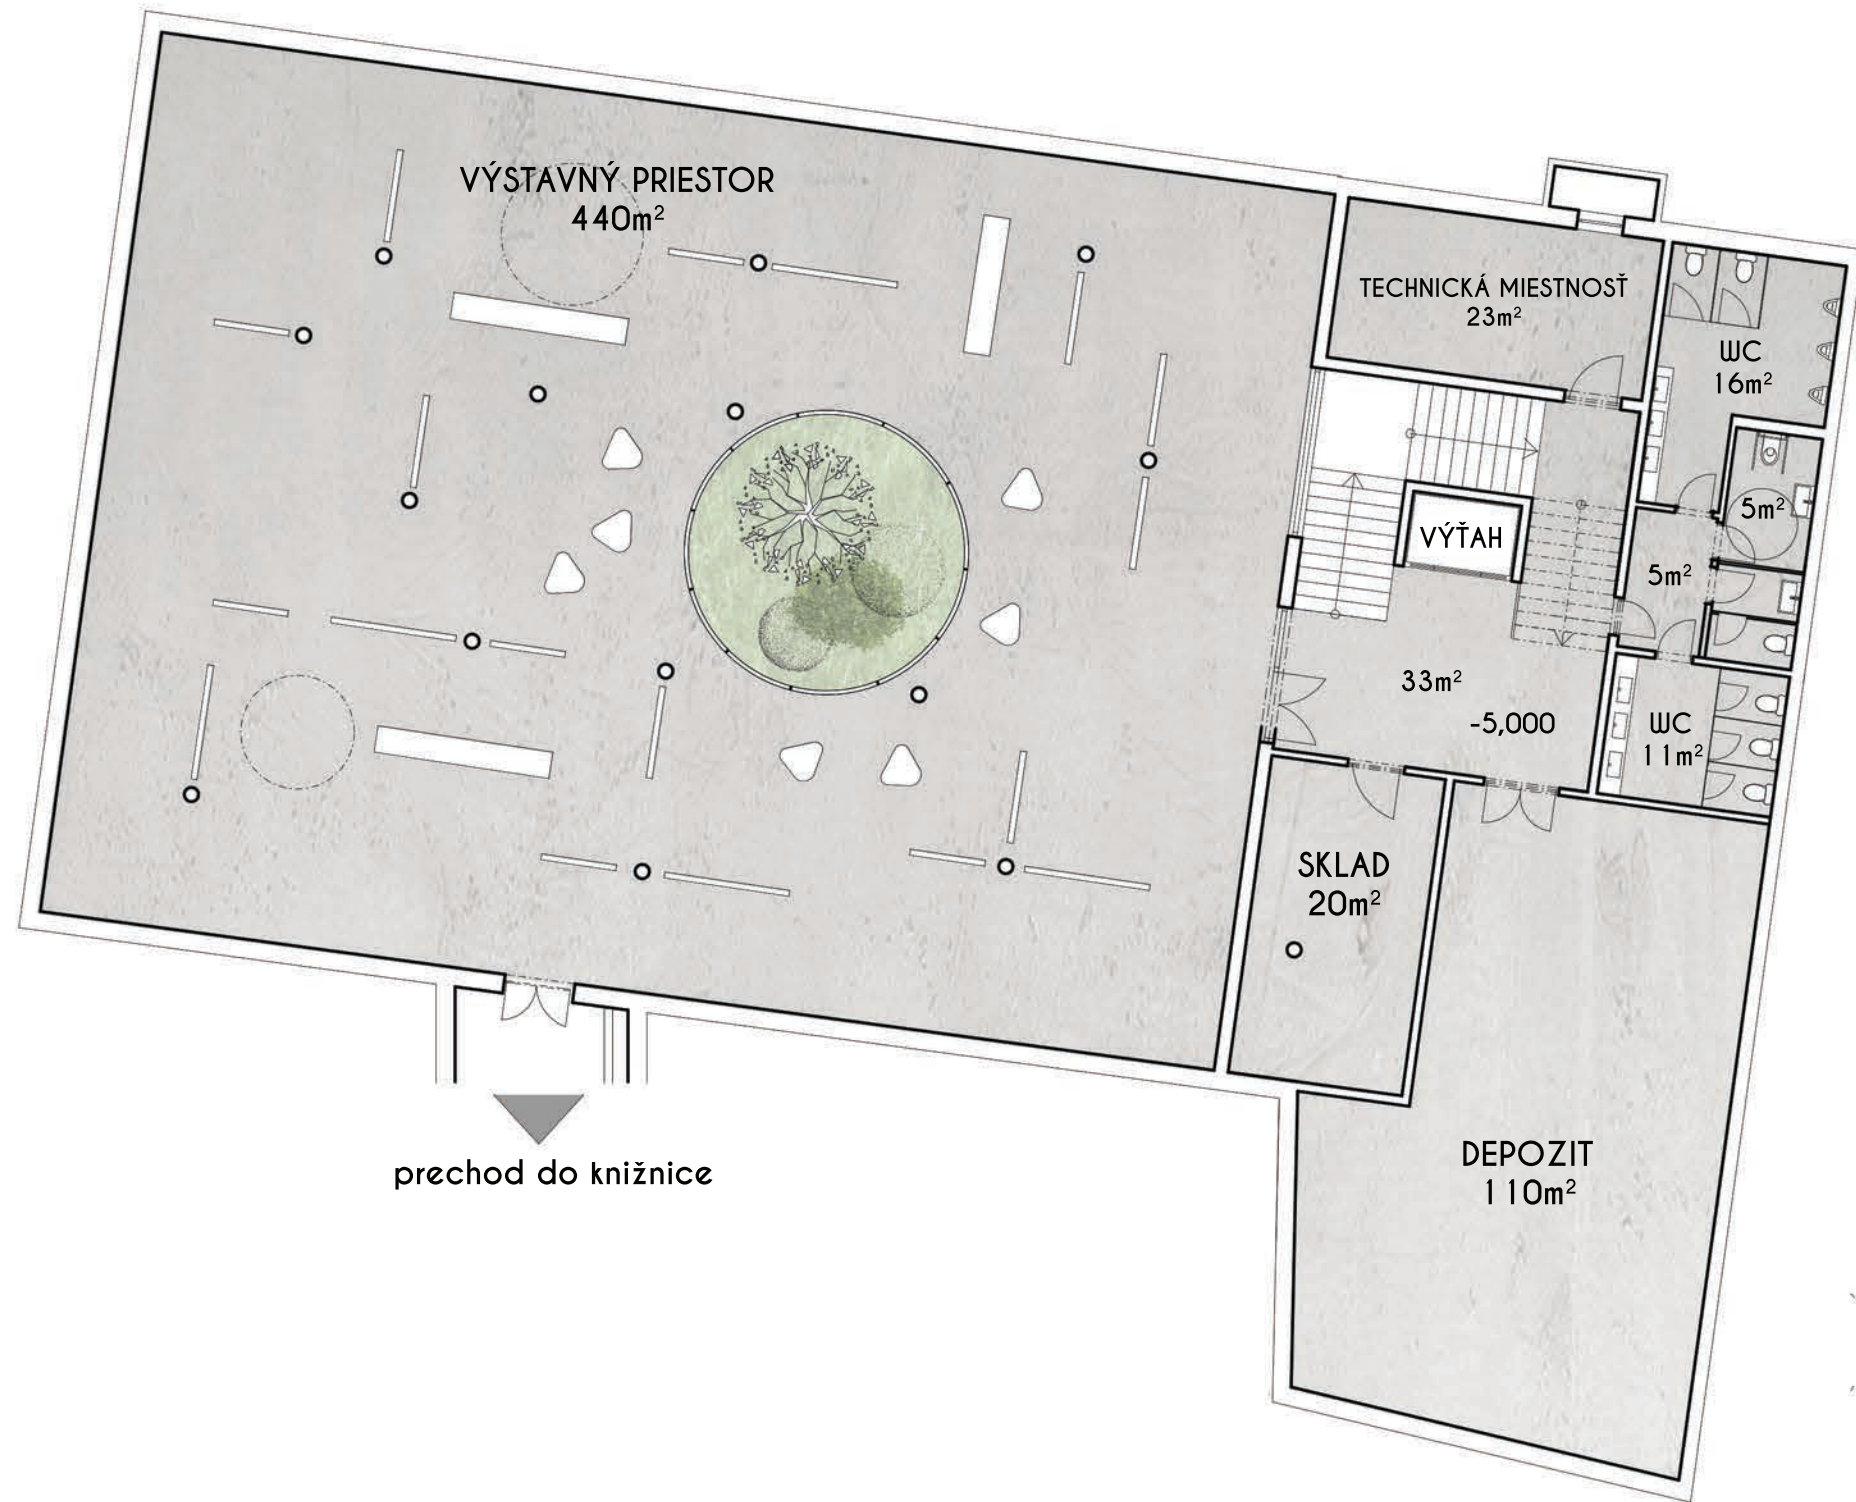 VÝSTAVNÝ PRIESTOR
440m²
TECHNICKÁ MIESTNOSŤ
23m²
WC
16m²
5m²
VÝŤAH
5m²
33m²
-5,000
WC
11m²
SKLAD
20m²
DEPOZIT
110m²
prechod do knižnice